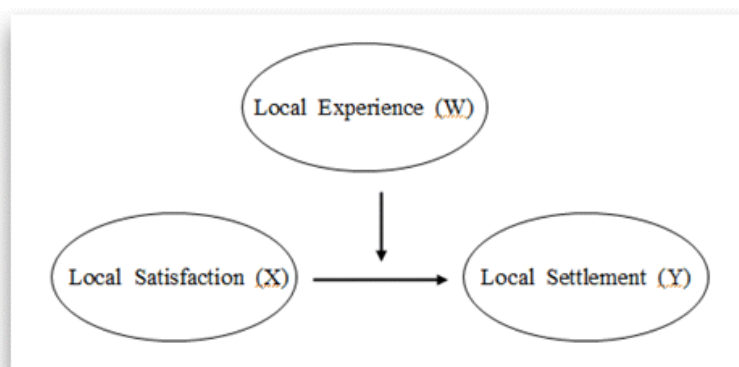 Local Experience (W)
Local Satisfaction (X)
Local Settlement (Y)